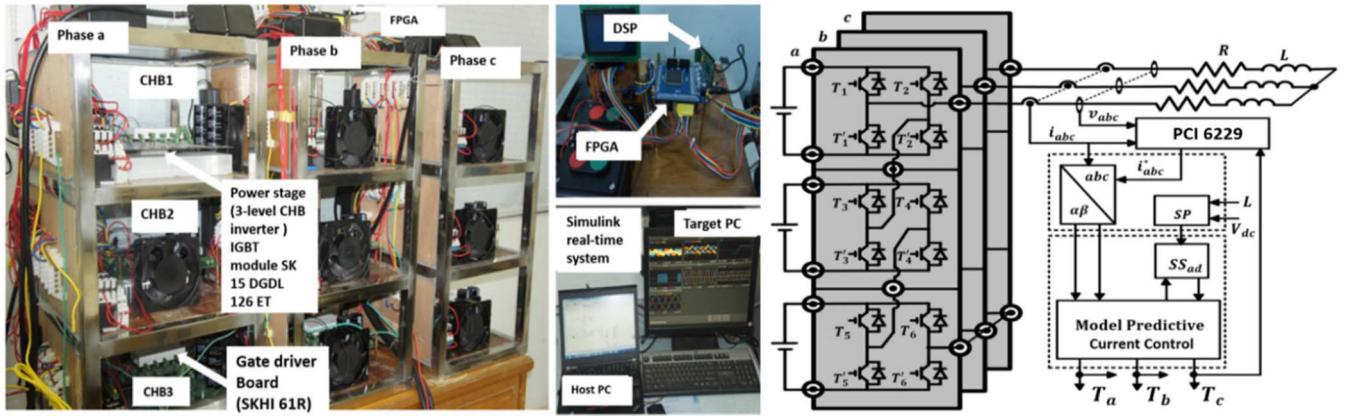 FPGA
Phase a
Phase b
Phase c
CHB1
Power stage
(3-level CHB
inverter )
IGBT
module SK
15 DGDL
126 ET
CHB2
Gate driver
Board
(SKHI 61R)
CHB3
DSP
FPGA
Simulink
real-time
system
Target PC
Host PC
c
b
a
T1 T2
T'1 T'2
T3 T4
T'3 T'4
T5 T6
T'5 T'6
R L
vabc
iabc
PCI 6229
abc
αβ
i*abc
SP
L
Vdc
SSad
Model Predictive
Current Control
Ta Tb Tc